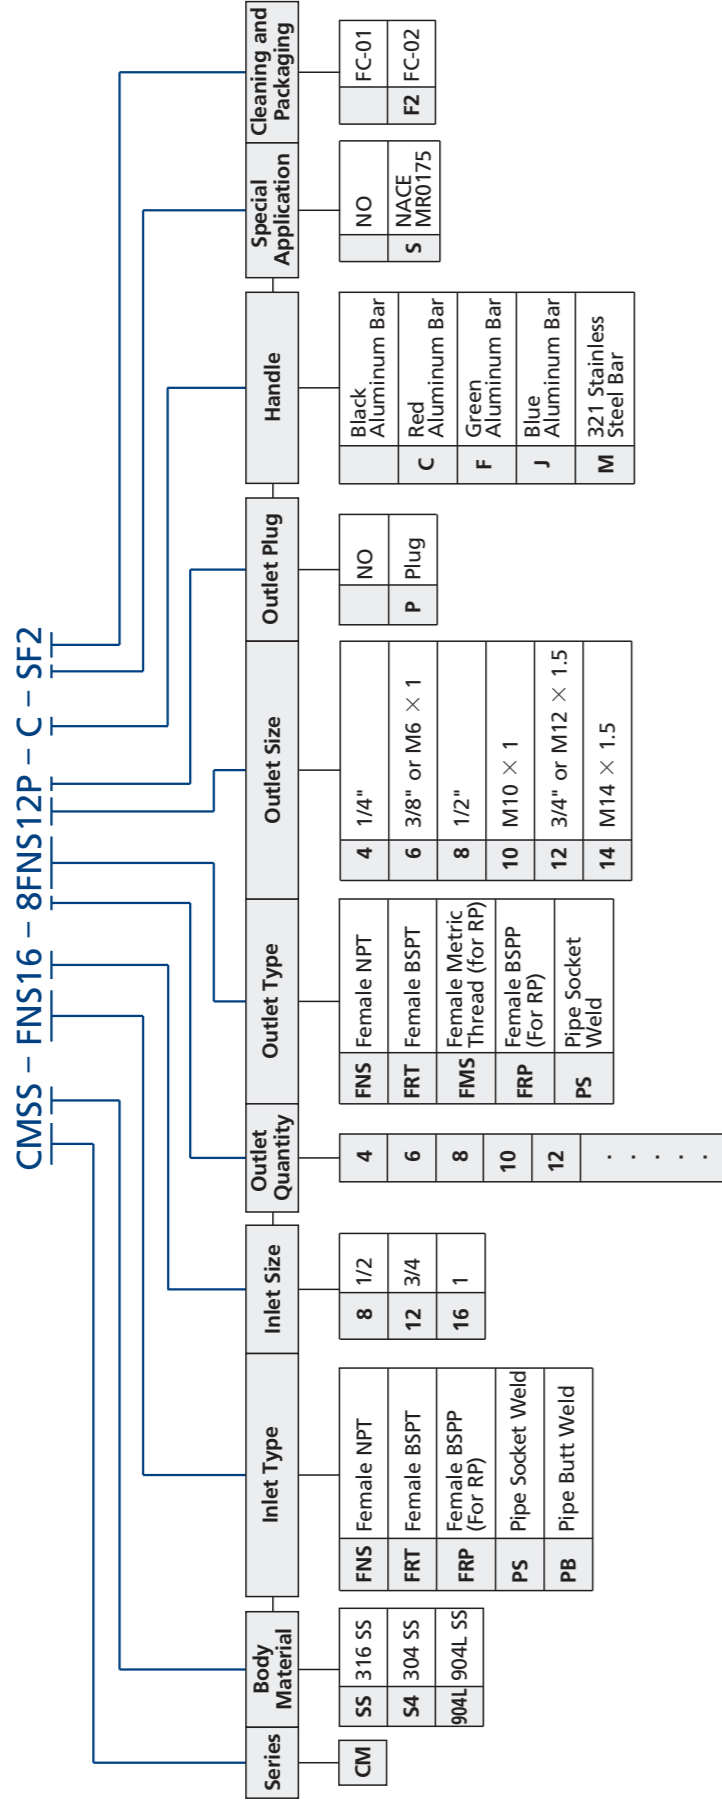 CMSS – FNS16 – 8FNS12P – C – SF2
Series
CM
Body
Material
SS 316 SS
S4 304 SS
904L 904L SS
Inlet Type
FNS Female NPT
FRT Female BSPT
FRP Female BSPP
(For RP)
PS Pipe Socket Weld
PB Pipe Butt Weld
Inlet Size
8 1/2
12 3/4
16 1
Outlet
Quantity
4
6
8
10
12
. . . . .
Outlet Type
FNS Female NPT
FRT Female BSPT
FMS Female Metric
Thread (for RP)
FRP Female BSPP
(For RP)
PS Pipe Socket
Weld
Outlet Size
4 1/4"
6 3/8" or M6 × 1
8 1/2"
10 M10 × 1
12 3/4" or M12 × 1.5
14 M14 × 1.5
Outlet Plug
NO
P Plug
Handle
Black
Aluminum Bar
C Red
Aluminum Bar
F Green
Aluminum Bar
J Blue
Aluminum Bar
M 321 Stainless
Steel Bar
Special
Application
NO
S NACE
MR0175
Cleaning and
Packaging
FC-01
F2 FC-02